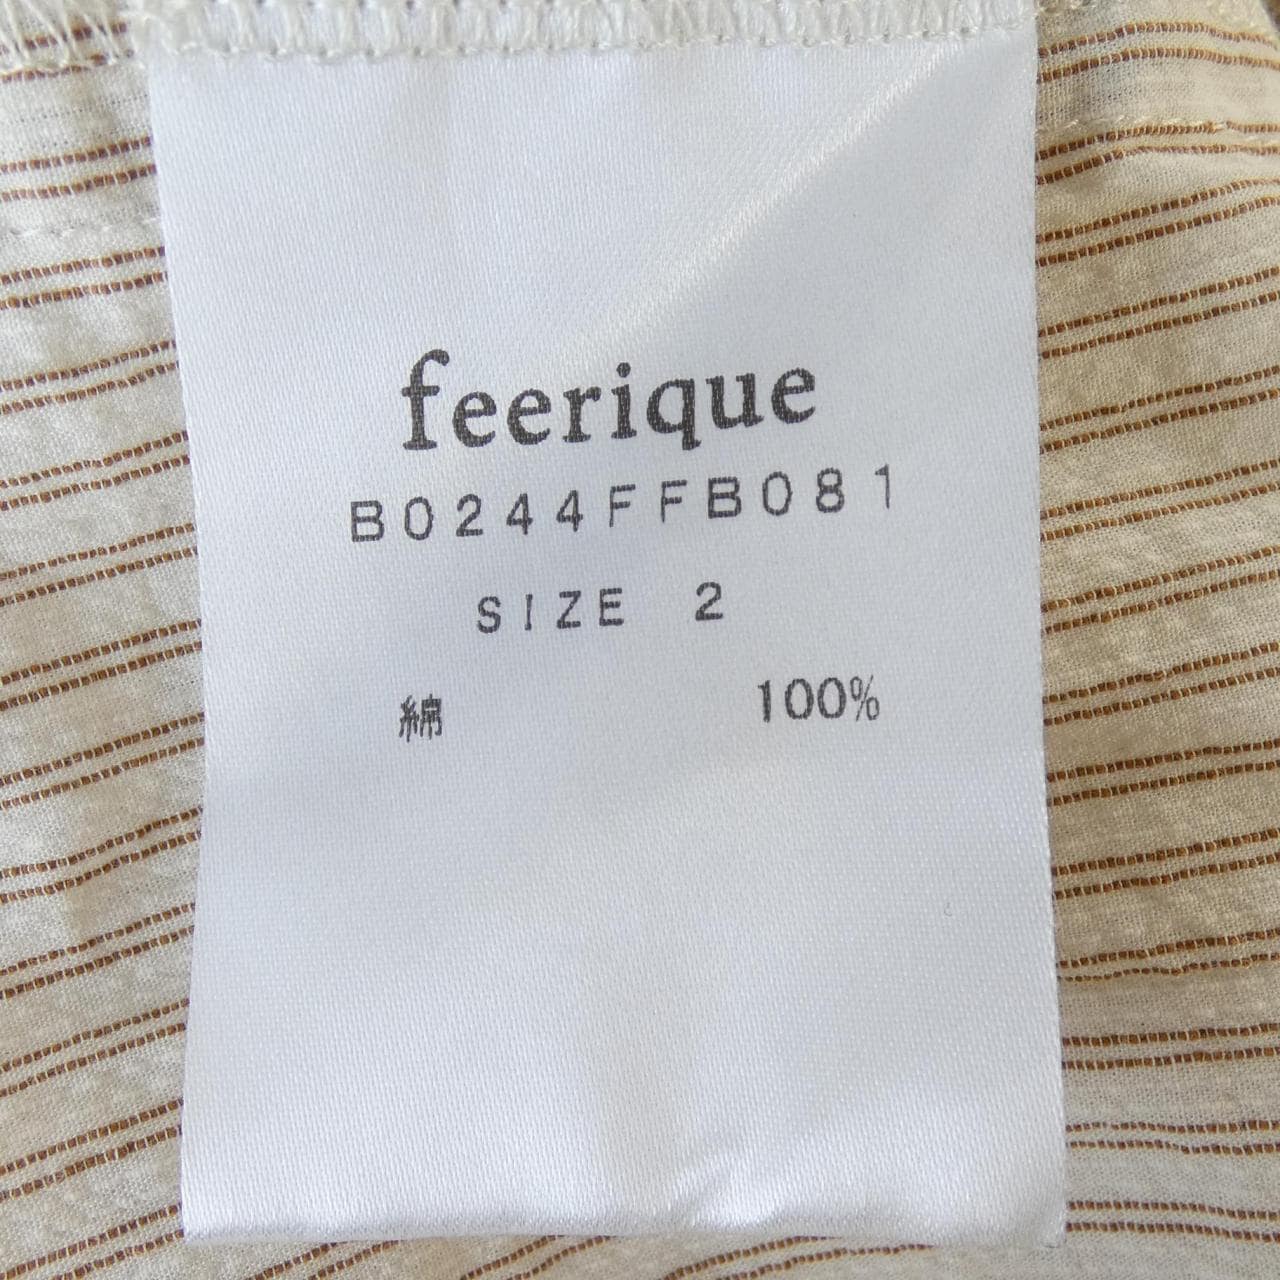 feerique
B0244FFB081
SIZE 2
綿 100%